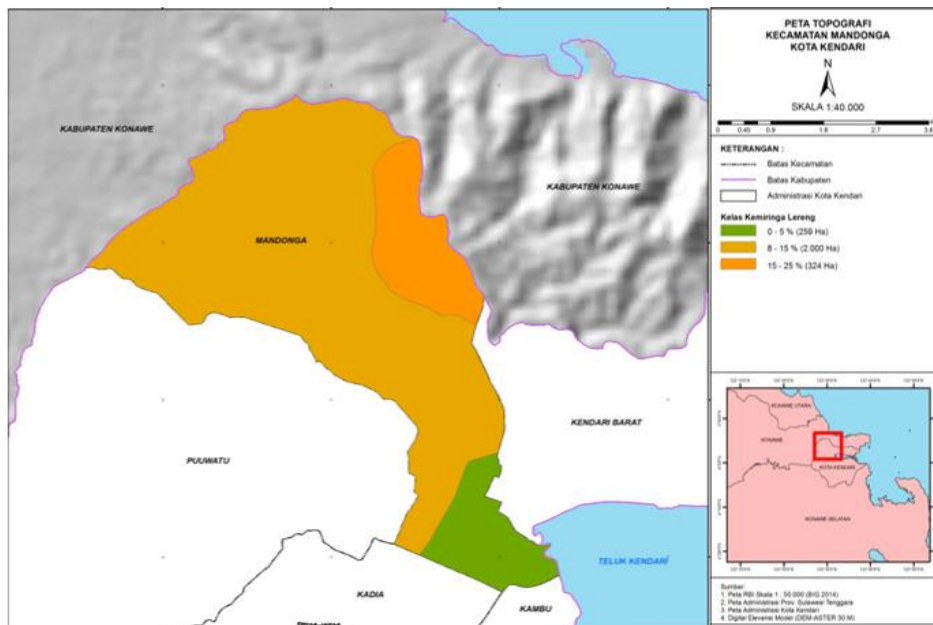 PETA TOPOGRAFI
KECAMATAN MANDONGA
KOTA KENDARI
N
SKALA 1:40.000
0 0.45 0.9 1.8 2.7 3.6
KETERANGAN :
Batas Kecamatan
Batas Kabupaten
Administrasi Kota Kendari
Kelas Kemiringa Lereng
0 - 5 % (259 Ha)
8 - 15 % (2.000 Ha)
15 - 25 % (324 Ha)
KABUPATEN KONAWE
KABUPATEN KONAWE
MANDONGA
KENDARI BARAT
PUUWATU
TELUK KENDARI
KADIA
KAMBU
KONAWE UTARA
KONAWE
KOTA KENDARI
KONAWE SELATAN
Sumber:
1. Peta RBI Skala 1 : 50.000 (BIG 2014)
2. Peta Administrasi Prov. Sulawesi Tenggara
3. Peta Administrasi Kota Kendari
4. Digital Elevansi Model (DEM-ASTER 30 M)